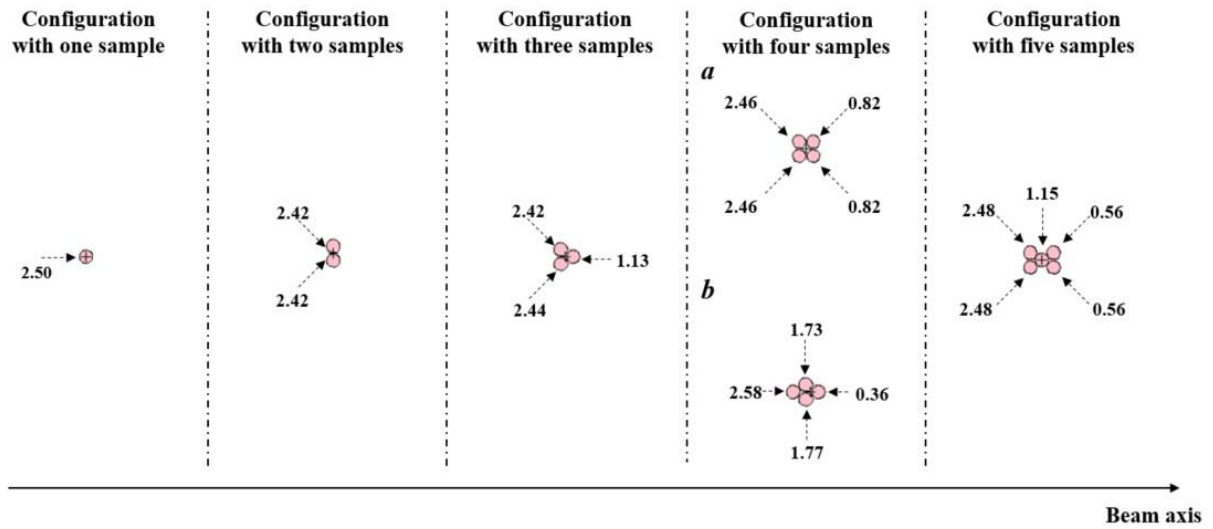 Configuration
with one sample
Configuration
with two samples
Configuration
with three samples
Configuration
with four samples
Configuration
with five samples
2.50
2.42
2.42
2.42
1.13
2.44
a
2.46
0.82
2.46
0.82
b
1.73
2.58
0.36
1.77
1.15
2.48
0.56
2.48
0.56
Beam axis